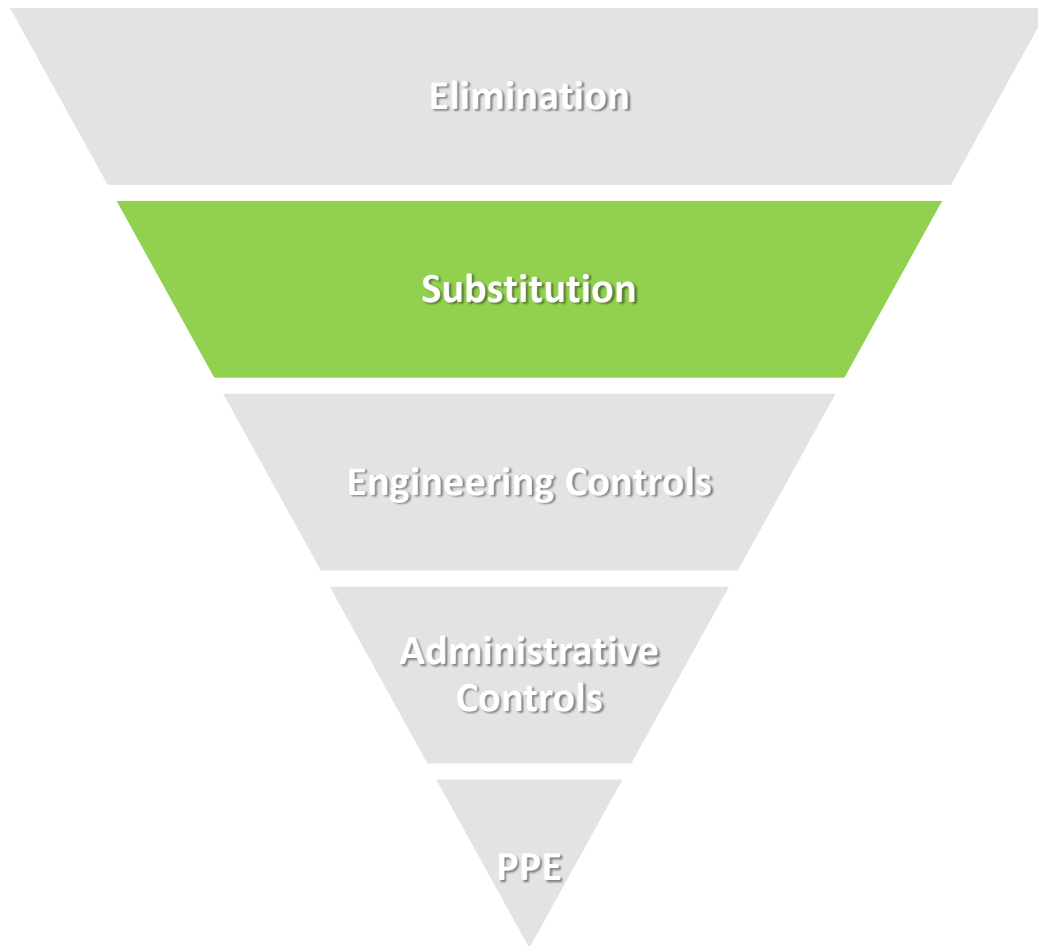 Elimination
Substitution
Engineering Controls
Administrative
Controls
PPE